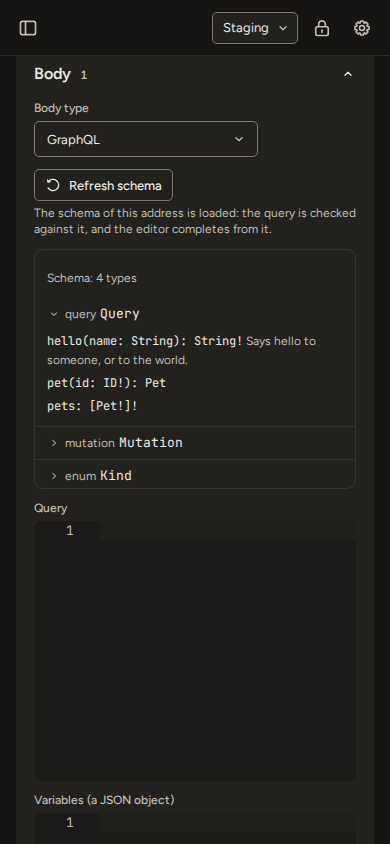 Staging
Body 1
Body type
GraphQL
Refresh schema
The schema of this address is loaded: the query is checked
against it, and the editor completes from it.
Schema: 4 types
query Query
hello(name: String): String! Says hello to
someone, or to the world.
pet(id: ID!): Pet
pets: [Pet!]!
mutation Mutation
enum Kind
Query
1
Variables (a JSON object)
1